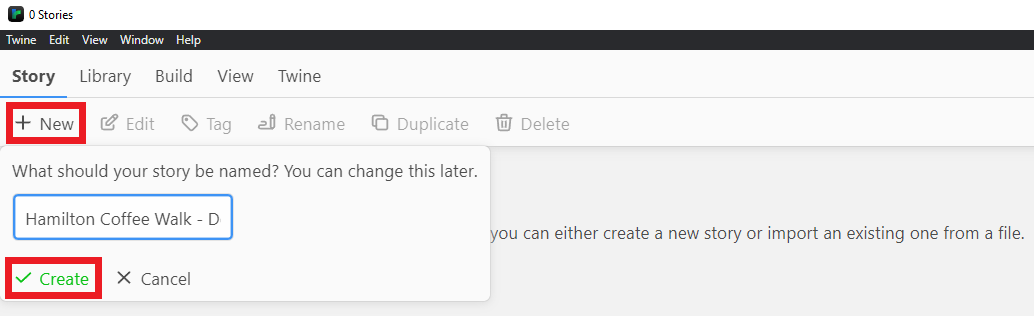 0 Stories
Twine Edit View Window Help
Story Library Build View Twine
New Edit Tag Rename Duplicate Delete
What should your story be named? You can change this later.
Hamilton Coffee Walk - D
you can either create a new story or import an existing one from a file.
Create Cancel